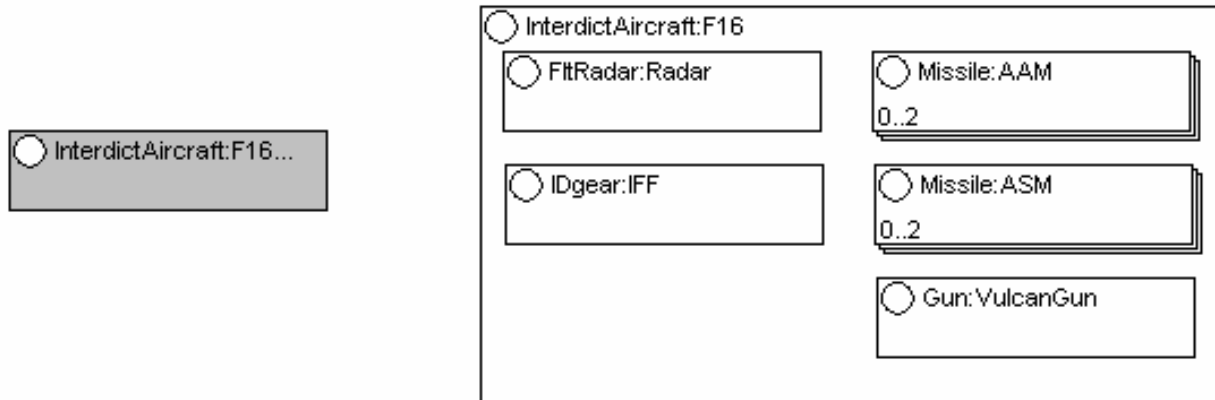 InterdictAircraft:F16...
InterdictAircraft:F16
FltRadar:Radar
Missile:AAM
0..2
IDgear:IFF
Missile:ASM
0..2
Gun:VulcanGun